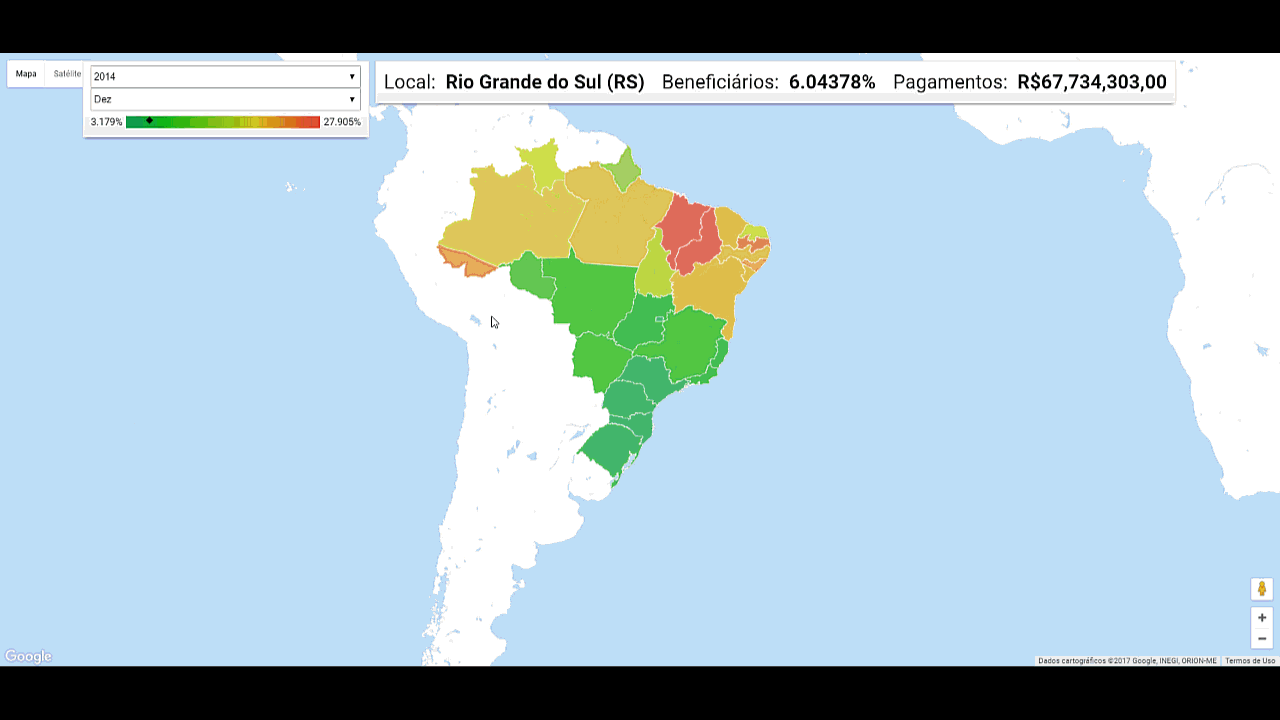 Mapa Satélite
2014
Dez
3.179% 27.905%
Local: Rio Grande do Sul (RS) Beneficiários: 6.04378% Pagamentos: R$67,734,303,00
Google
Dados cartográficos ©2017 Google, INEGI, ORION-ME Termos de Uso